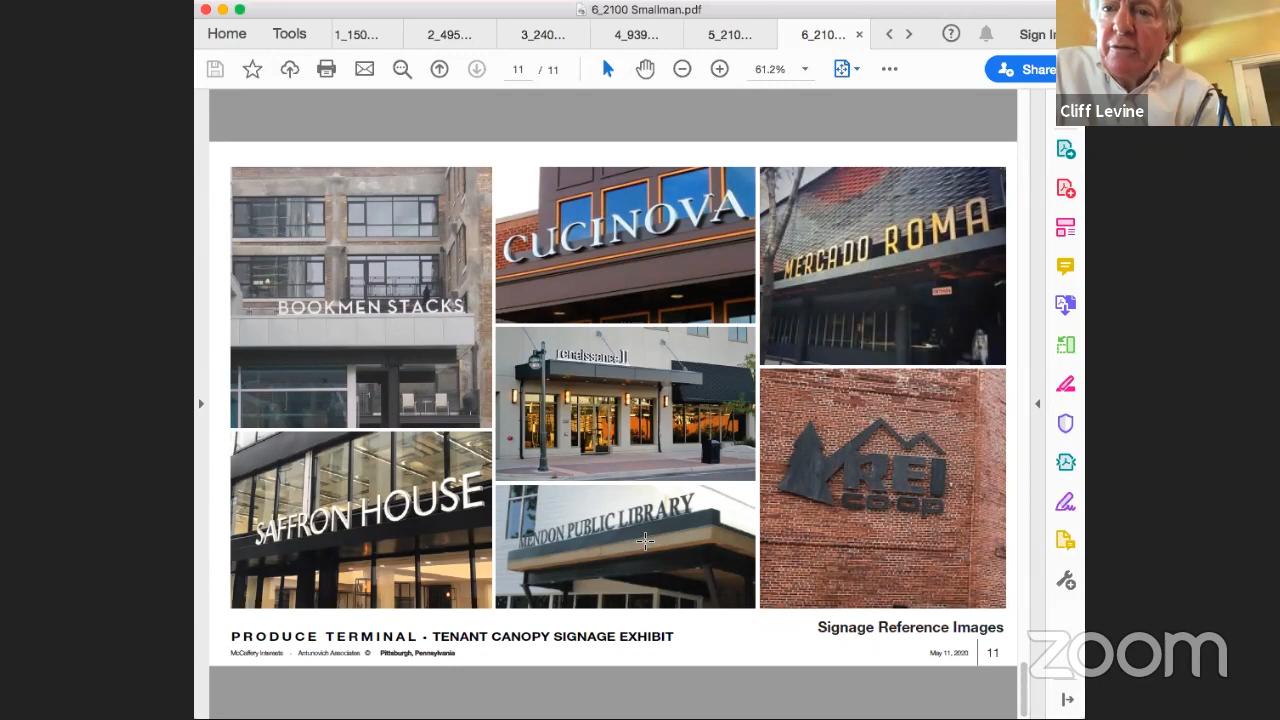 6_2100 Smallman.pdf
Home Tools 1_150... 2_495... 3_240... 4_939... 5_210... 6_210... × ? Sign In
11 / 11 61.2% Share
Cliff Levine
BOOKMEN STACKS
CUCINOVA
MERCADO ROMA
renaissance
SAFFRON HOUSE
MENDON PUBLIC LIBRARY
REI
co·op
Signage Reference Images
PRODUCE TERMINAL · TENANT CANOPY SIGNAGE EXHIBIT
McCaffery Interests · Antunovich Associates © Pittsburgh, Pennsylvania
May 11, 2020 11
zoom